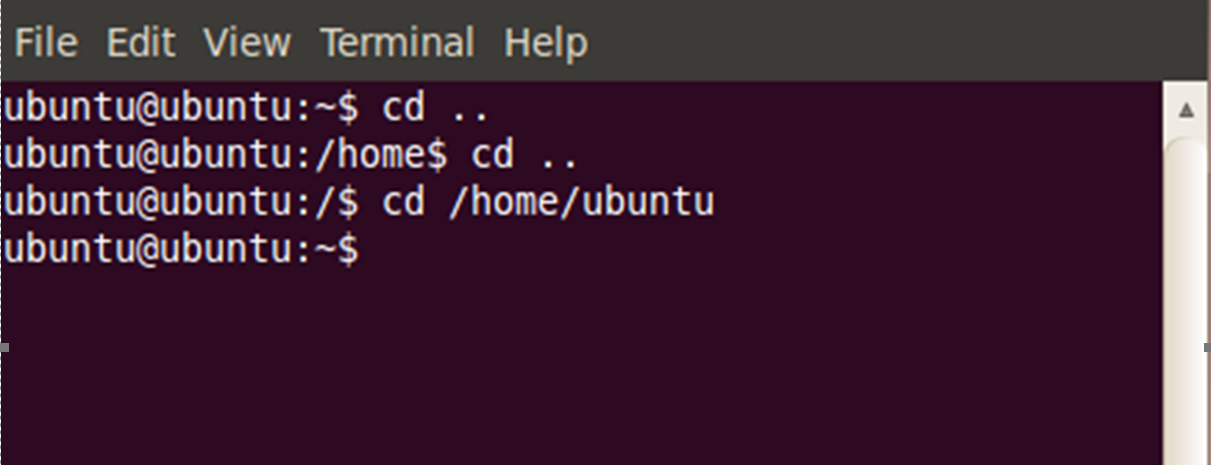 File Edit View Terminal Help
ubuntu@ubuntu:~$ cd ..
ubuntu@ubuntu:/home$ cd ..
ubuntu@ubuntu:/$ cd /home/ubuntu
ubuntu@ubuntu:~$